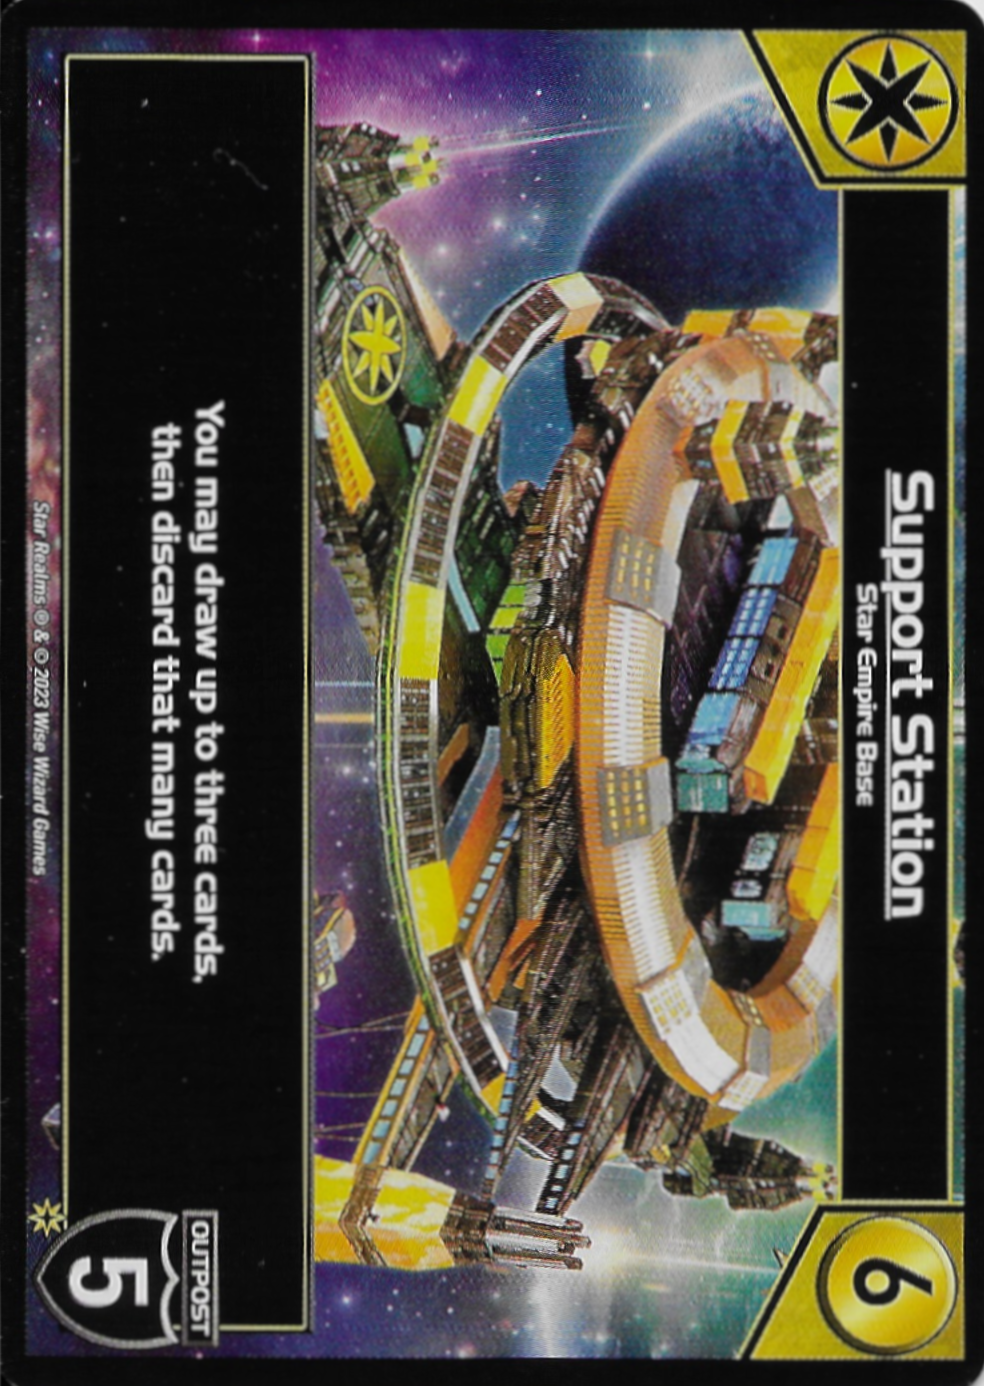 Support Station
Star Empire Base
6
You may draw up to three cards,
then discard that many cards.
OUTPOST
5
Star Realms ® & © 2023 Wise Wizard Games